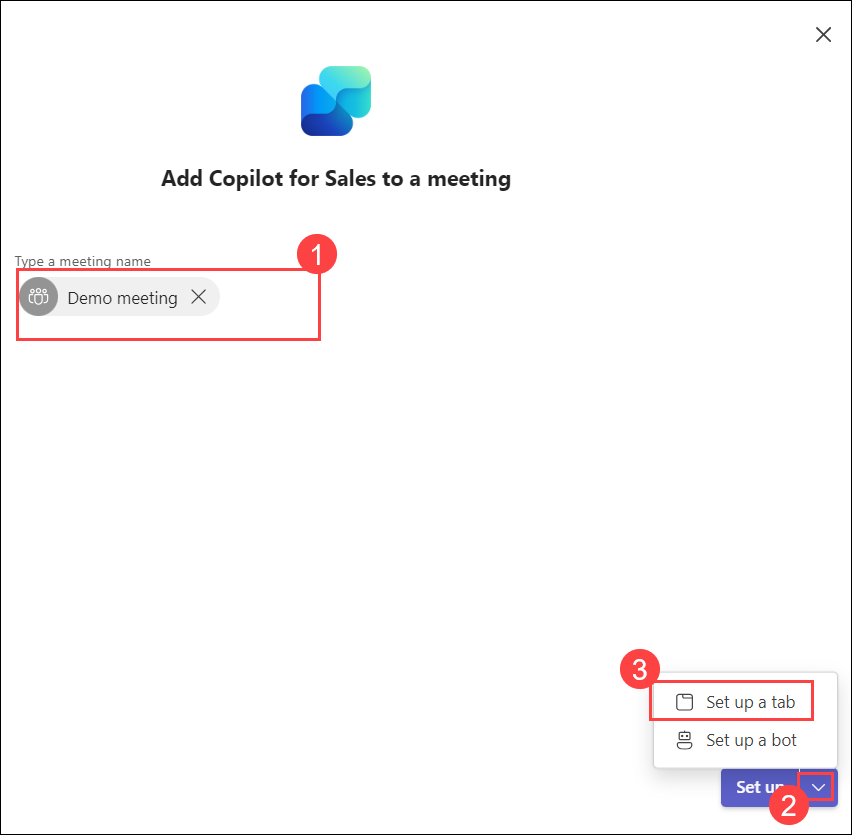 Add Copilot for Sales to a meeting
1
Type a meeting name
Demo meeting
3
Set up a tab
Set up a bot
Set up
2